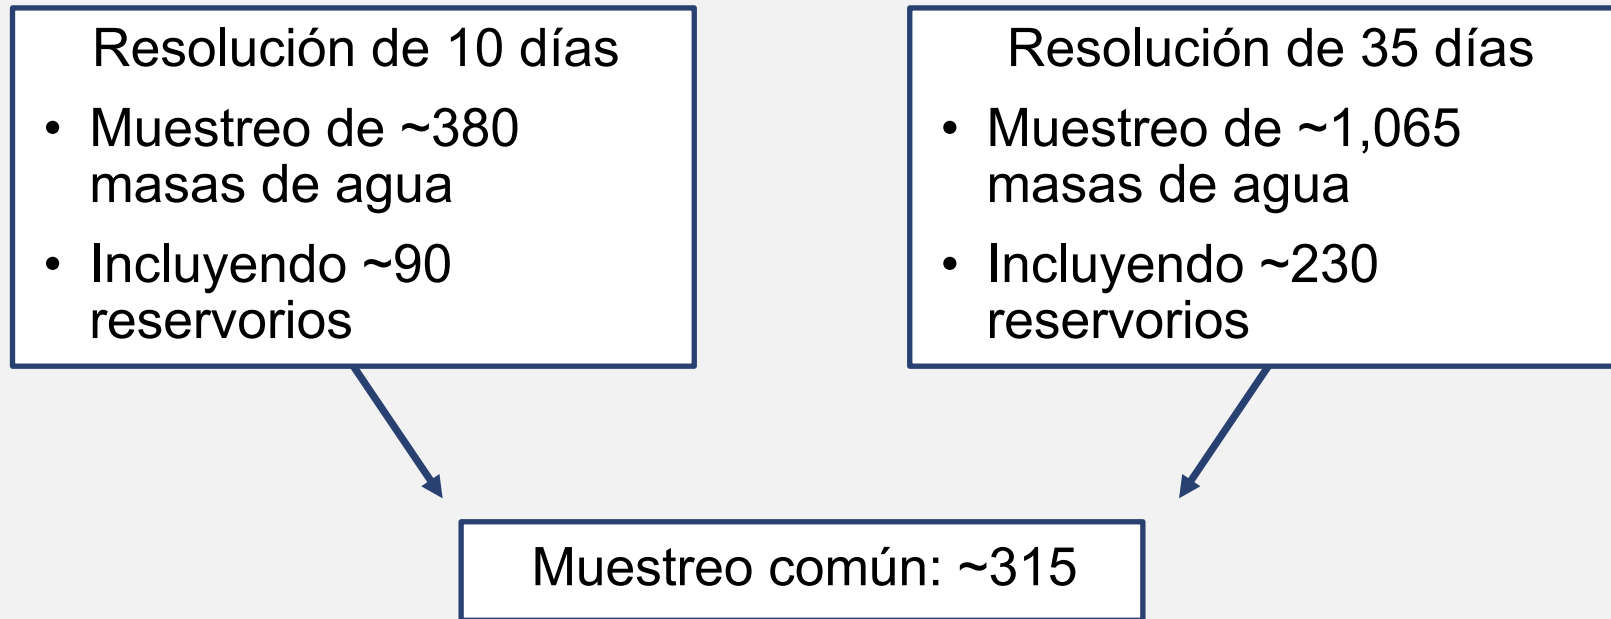 Resolución de 10 días
• Muestreo de ~380
masas de agua
• Incluyendo ~90
reservorios
Resolución de 35 días
• Muestreo de ~1,065
masas de agua
• Incluyendo ~230
reservorios
Muestreo común: ~315